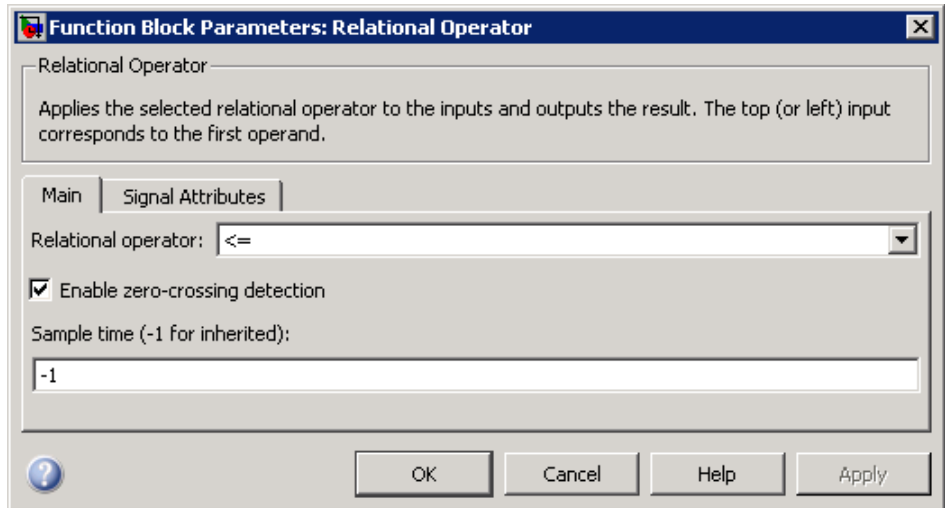 Function Block Parameters: Relational Operator
Relational Operator
Applies the selected relational operator to the inputs and outputs the result. The top (or left) input
corresponds to the first operand.
Main Signal Attributes
Relational operator: <=
Enable zero-crossing detection
Sample time (-1 for inherited):
-1
? OK Cancel Help Apply